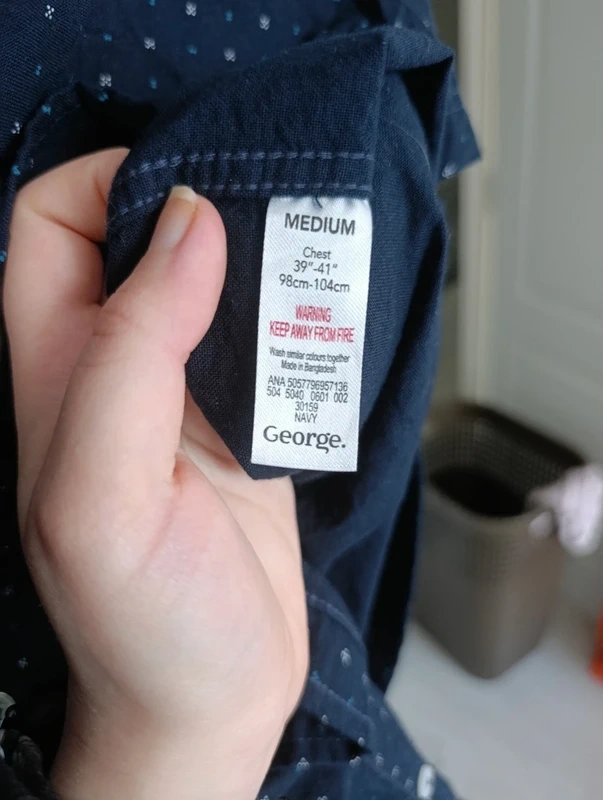 MEDIUM
Chest
39"-41"
98cm-104cm
WARNING
KEEP AWAY FROM FIRE
Wash similar colours together
Made in Bangladesh
ANA 5057796957136
504 5040 0601 002
30159
NAVY
George.